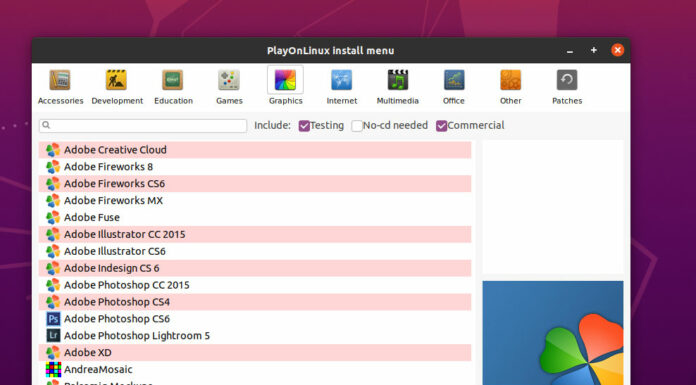 PlayOnLinux install menu
Accessories Development Education Games Graphics Internet Multimedia Office Other Patches
Include: Testing No-cd needed Commercial
Adobe Creative Cloud
Adobe Fireworks 8
Adobe Fireworks CS6
Adobe Fireworks MX
Adobe Fuse
Adobe Illustrator CC 2015
Adobe Illustrator CS6
Adobe Indesign CS 6
Adobe Photoshop CC 2015
Adobe Photoshop CS4
Ps Adobe Photoshop CS6
Lr Adobe Photoshop Lightroom 5
Adobe XD
AndreaMosaic